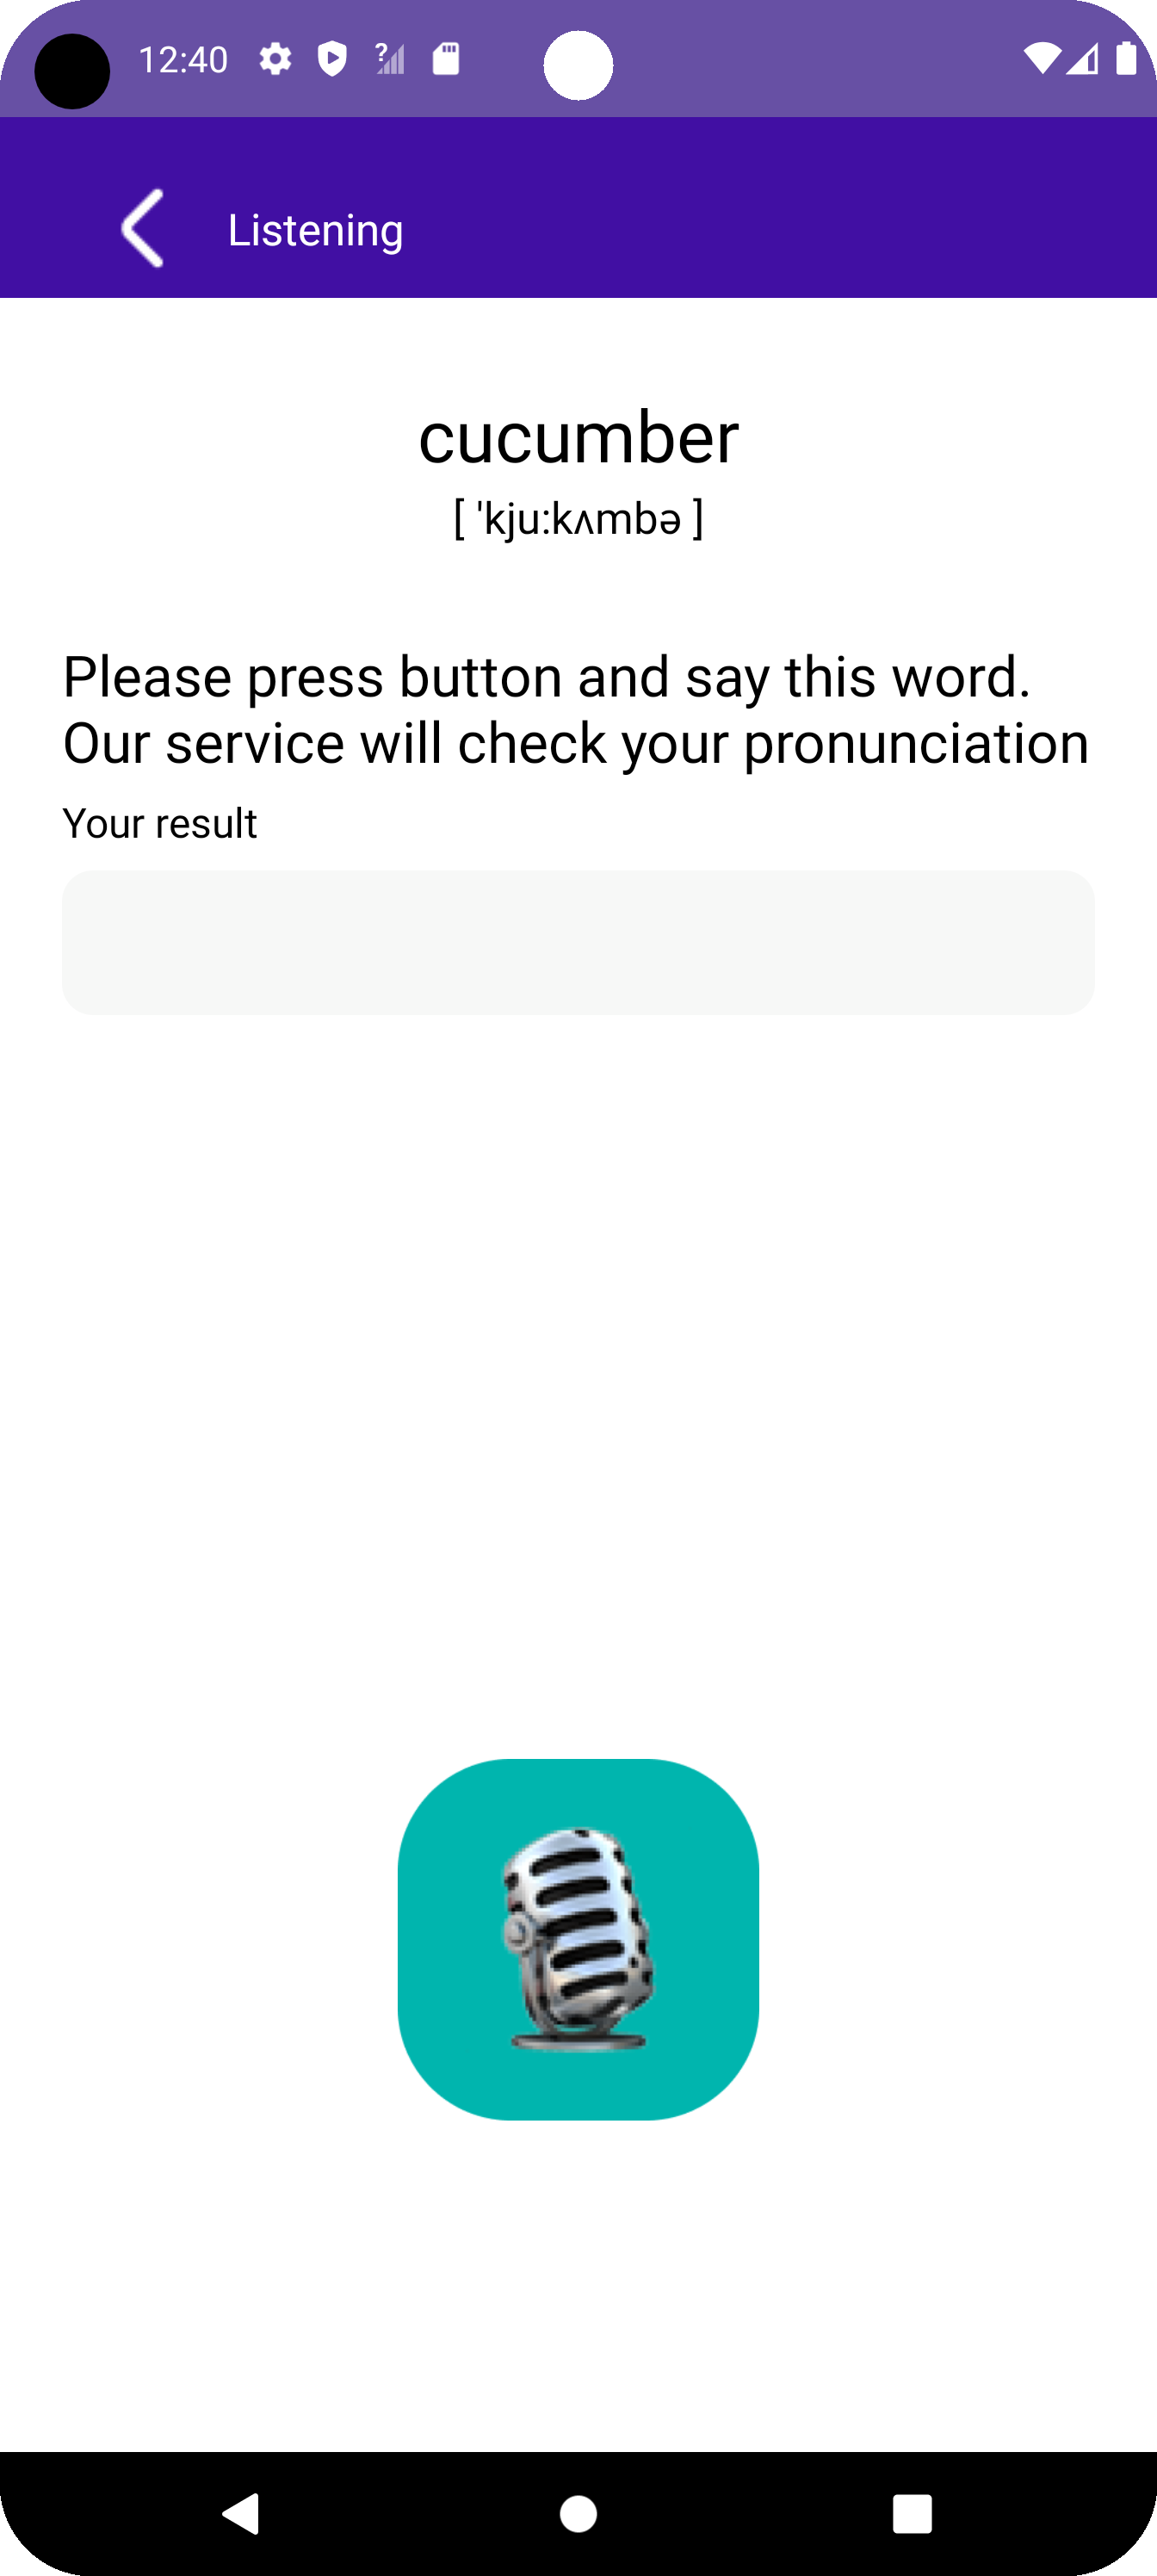 12:40
Listening
cucumber
[ 'kju:kʌmbə ]
Please press button and say this word.
Our service will check your pronunciation
Your result